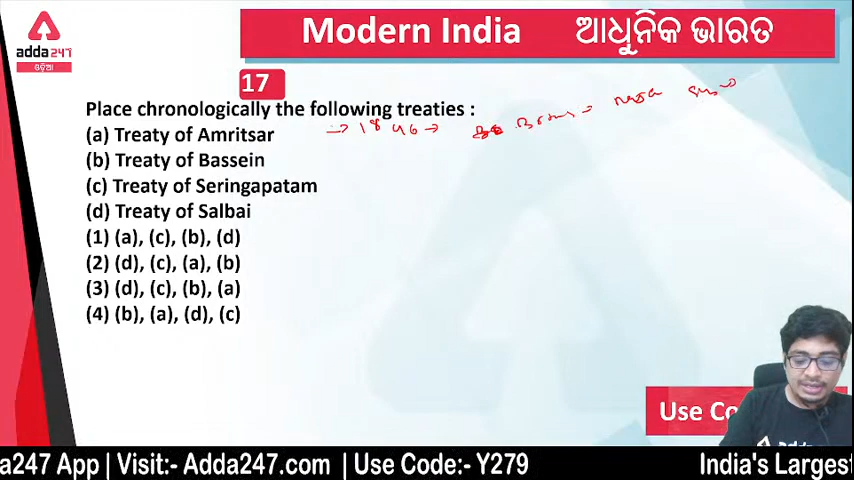 adda247
ଓଡ଼ିଆ
Modern India ଆଧୁନିକ ଭାରତ
17
Place chronologically the following treaties :
(a) Treaty of Amritsar → 1846 →
(b) Treaty of Bassein
(c) Treaty of Seringapatam
(d) Treaty of Salbai
(1) (a), (c), (b), (d)
(2) (d), (c), (a), (b)
(3) (d), (c), (b), (a)
(4) (b), (a), (d), (c)
Use Co
a247 App | Visit:- Adda247.com | Use Code:- Y279 India's Largest